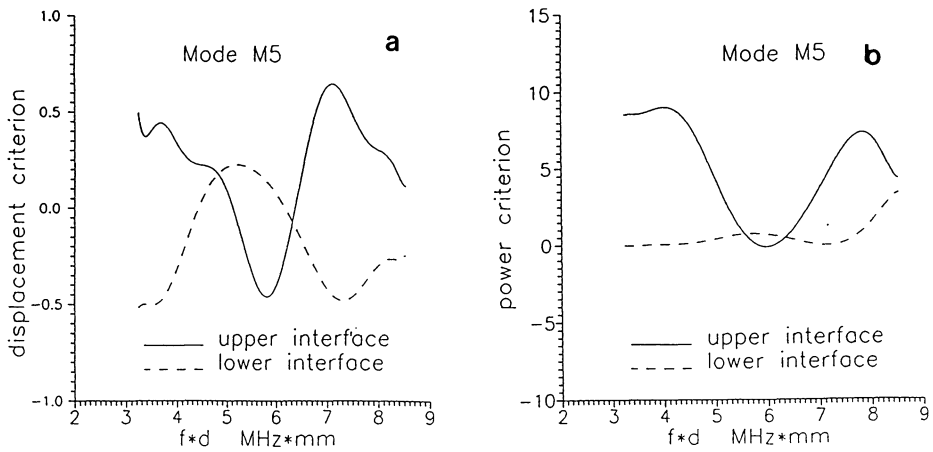 a
Mode M5
displacement criterion
1.0
0.5
0.0
−0.5
−1.0
upper interface
lower interface
2 3 4 5 6 7 8 9
f*d MHz*mm
b
Mode M5
power criterion
15
10
5
0
−5
−10
upper interface
lower interface
2 3 4 5 6 7 8 9
f*d MHz*mm